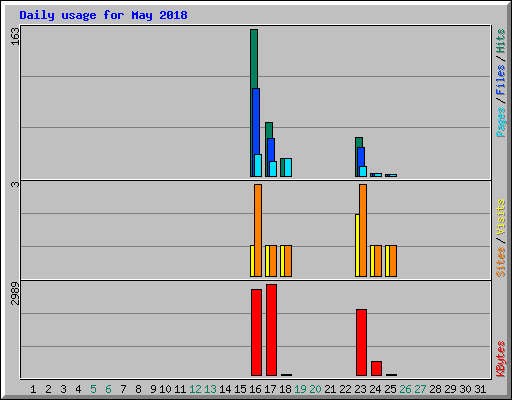 Daily usage for May 2018
163
Pages / Files / Hits
3
Sites / Visits
2989
KBytes
1 2 3 4 5 6 7 8 9 10 11 12 13 14 15 16 17 18 19 20 21 22 23 24 25 26 27 28 29 30 31